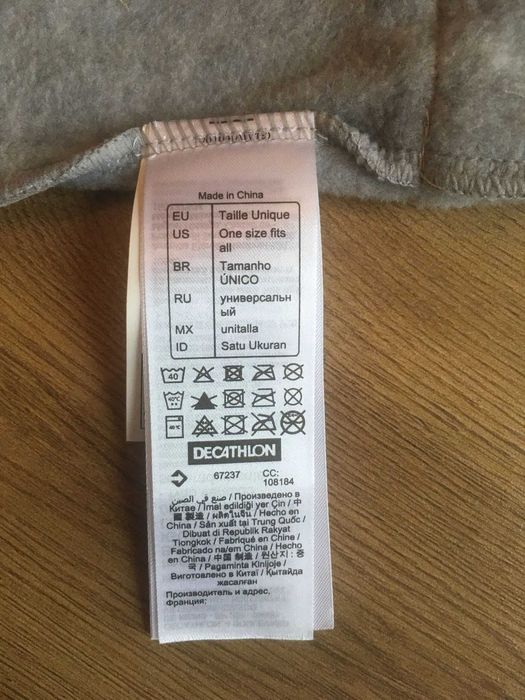 Made in China
EU Taille Unique
US One size fits
all
BR Tamanho
ÚNICO
RU универсальн
ый
MX unitalla
ID Satu Ukuran
40
40°C
40°C
DECATHLON
67237 CC:
108184
صنع في الصين / Произведено в
Китае / İmal edildiği yer Çin / 中
国 製造 / ผลิตในจีน / Hecho en
China / Sản xuất tại Trung Quốc /
Dibuat di Republik Rakyat
Tiongkok / Fabriqué en Chine /
Fabricado na/em China / Hecho
en China / 中国 制造 / 원산지 : 중
국 / Pagaminta Kinijoje /
Виготовлено в Китаї / Қытайда
жасалған
Производитель и адрес,
Франция: